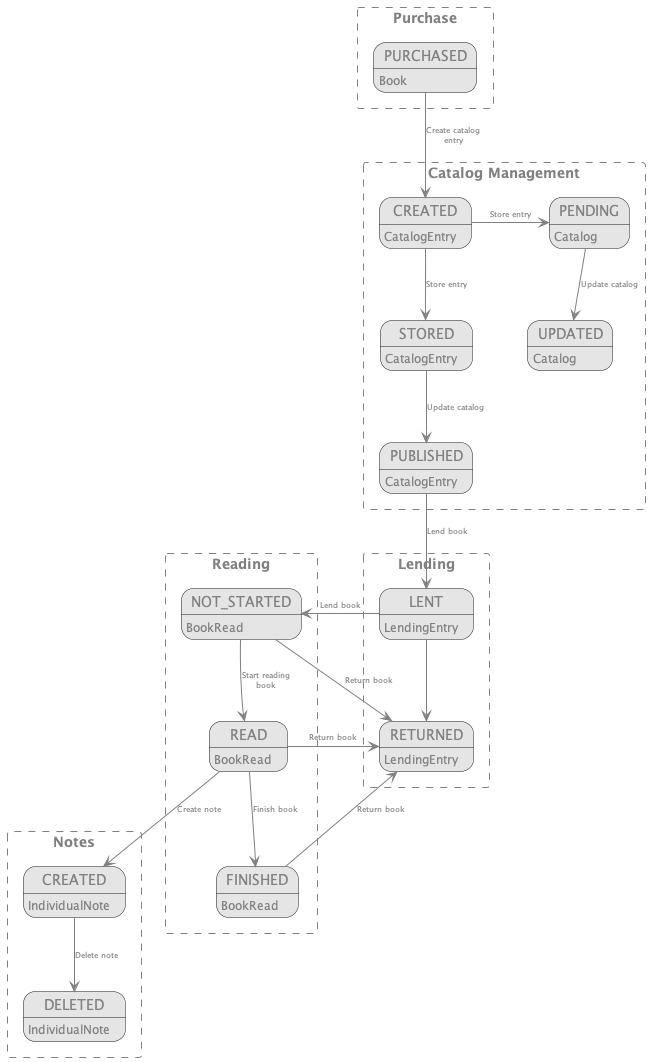 Purchase
PURCHASED
Book
Create catalog
entry
Catalog Management
CREATED
CatalogEntry
Store entry
PENDING
Catalog
Store entry
Update catalog
STORED
CatalogEntry
UPDATED
Catalog
Update catalog
PUBLISHED
CatalogEntry
Lend book
Reading
Lending
NOT_STARTED
BookRead
Lend book
LENT
LendingEntry
Start reading
book
Return book
READ
BookRead
Return book
RETURNED
LendingEntry
Create note
Finish book
Return book
Notes
CREATED
IndividualNote
FINISHED
BookRead
Delete note
DELETED
IndividualNote